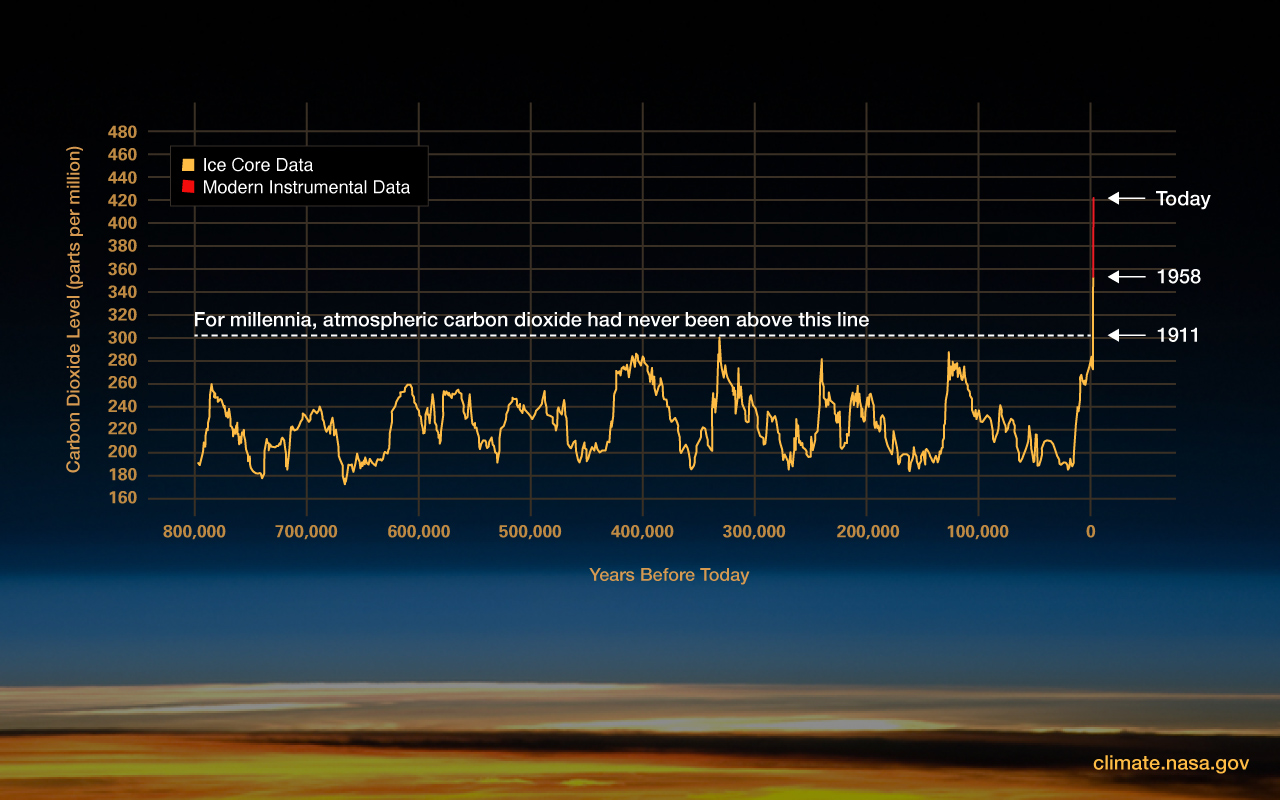 480
460
440
420
400
380
360
340
320
300
280
260
240
220
200
180
160
Carbon Dioxide Level (parts per million)
Ice Core Data
Modern Instrumental Data
Today
1958
1911
For millennia, atmospheric carbon dioxide had never been above this line
800,000 700,000 600,000 500,000 400,000 300,000 200,000 100,000 0
Years Before Today
climate.nasa.gov